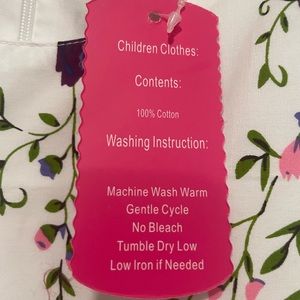 Children Clothes:
Contents:
100% Cotton
Washing Instruction:
Machine Wash Warm
Gentle Cycle
No Bleach
Tumble Dry Low
Low Iron if Needed